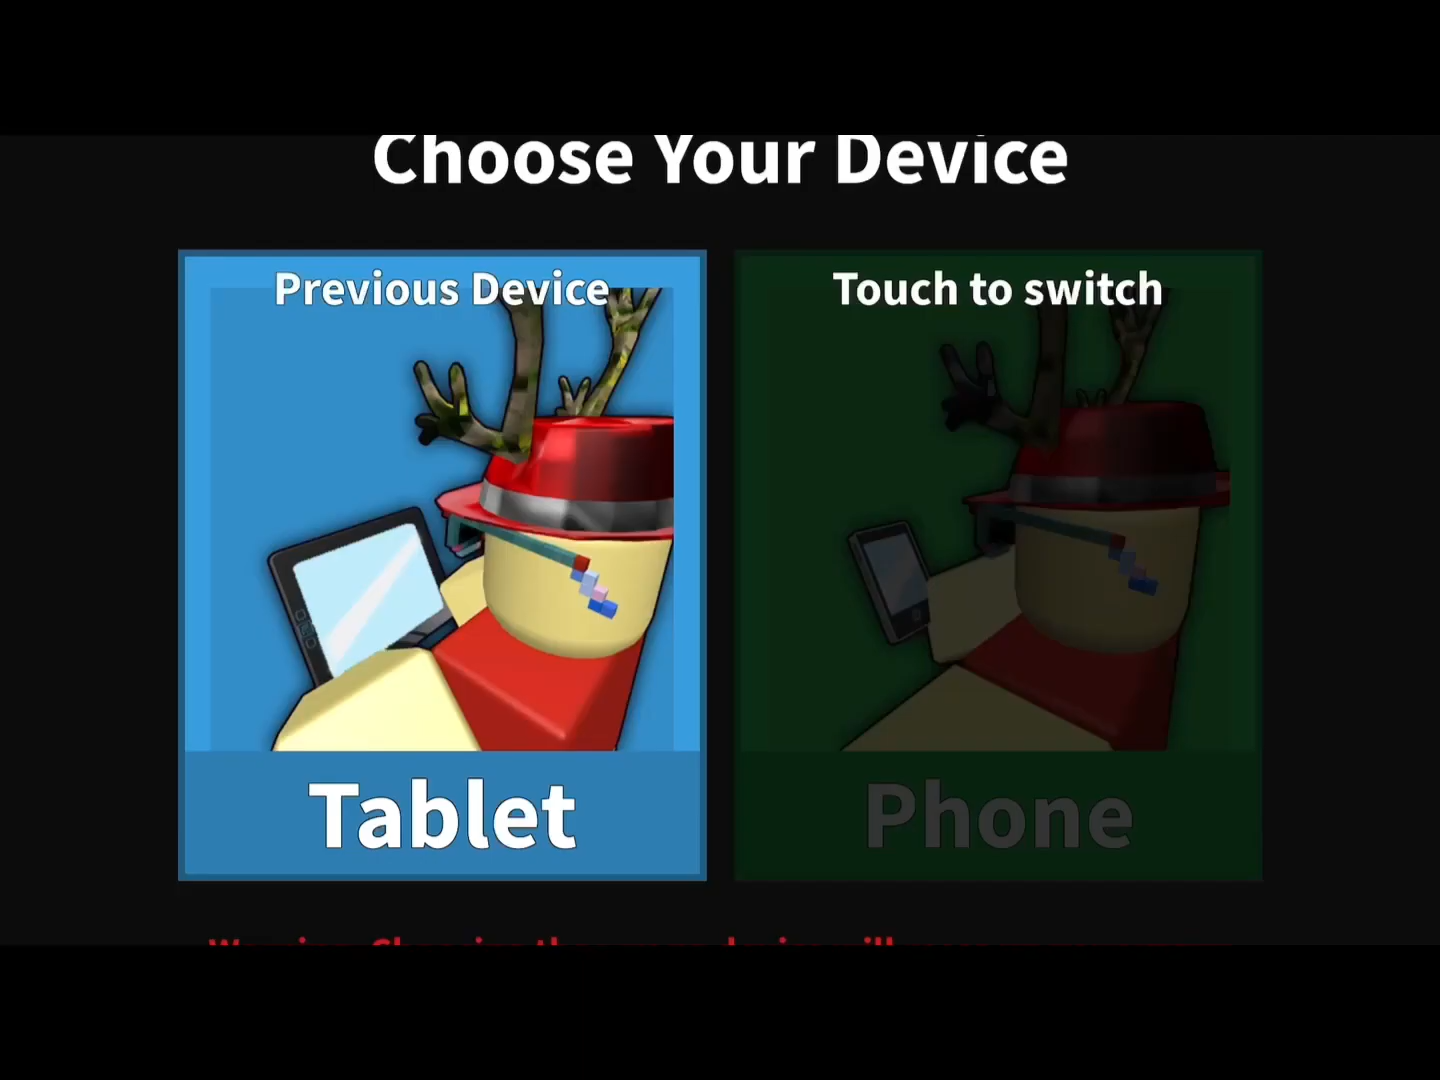 Choose Your Device
Previous Device
Touch to switch
Tablet
Phone